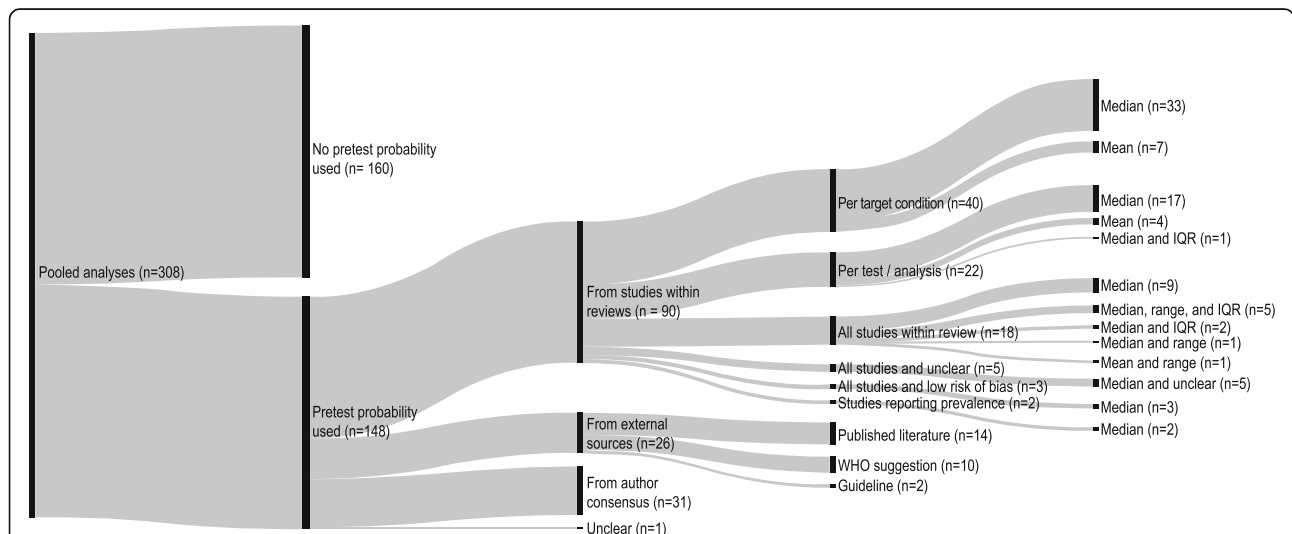 Pooled analyses (n=308)
No pretest probability
used (n= 160)
Pretest probability
used (n=148)
From studies within
reviews (n = 90)
From external
sources (n=26)
From author
consensus (n=31)
Unclear (n=1)
Per target condition (n=40)
Per test / analysis (n=22)
All studies within review (n=18)
All studies and unclear (n=5)
All studies and low risk of bias (n=3)
Studies reporting prevalence (n=2)
Published literature (n=14)
WHO suggestion (n=10)
Guideline (n=2)
Median (n=33)
Mean (n=7)
Median (n=17)
Mean (n=4)
Median and IQR (n=1)
Median (n=9)
Median, range, and IQR (n=5)
Median and IQR (n=2)
Median and range (n=1)
Mean and range (n=1)
Median and unclear (n=5)
Median (n=3)
Median (n=2)